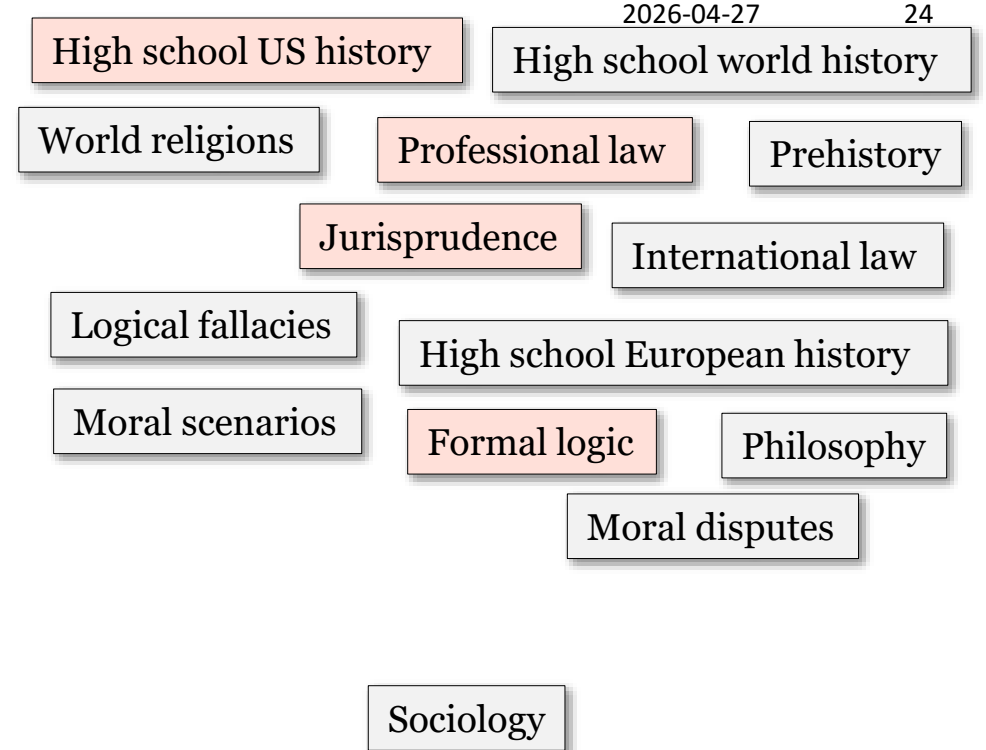 2026-04-27 24
High school US history
High school world history
World religions
Professional law
Prehistory
Jurisprudence
International law
Logical fallacies
High school European history
Moral scenarios
Formal logic
Philosophy
Moral disputes
Sociology